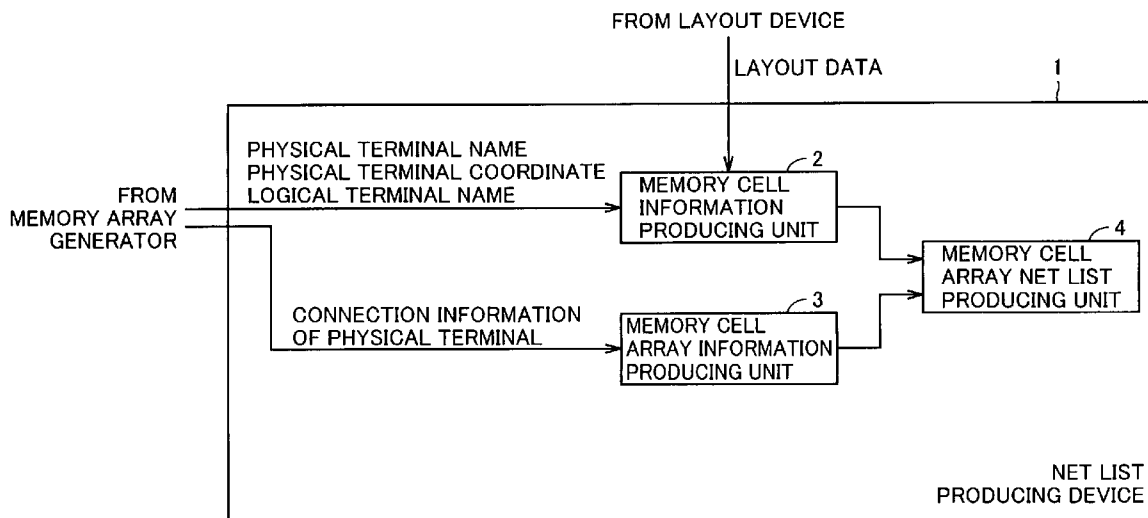 FROM LAYOUT DEVICE
LAYOUT DATA
1
PHYSICAL TERMINAL NAME
PHYSICAL TERMINAL COORDINATE
LOGICAL TERMINAL NAME
FROM
MEMORY ARRAY
GENERATOR
2
MEMORY CELL
INFORMATION
PRODUCING UNIT
4
MEMORY CELL
ARRAY NET LIST
PRODUCING UNIT
CONNECTION INFORMATION
OF PHYSICAL TERMINAL
3
MEMORY CELL
ARRAY INFORMATION
PRODUCING UNIT
NET LIST
PRODUCING DEVICE